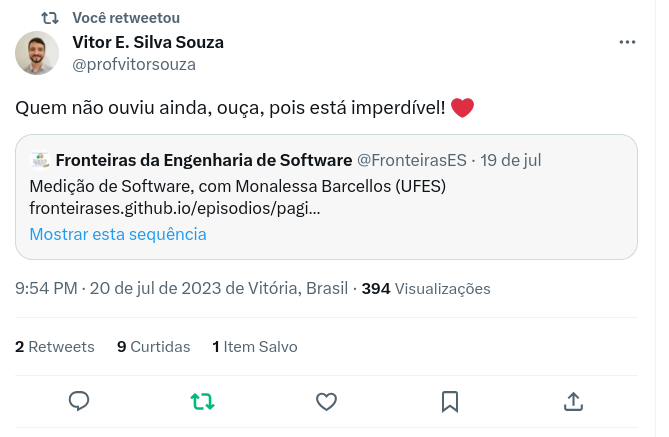 Você retweetou
Vitor E. Silva Souza
@profvitorsouza
Quem não ouviu ainda, ouça, pois está imperdível! ❤️
Fronteiras da Engenharia de Software @FronteirasES · 19 de jul
Medição de Software, com Monalessa Barcellos (UFES)
fronteirases.github.io/episodios/pagi...
Mostrar esta sequência
9:54 PM · 20 de jul de 2023 de Vitória, Brasil · 394 Visualizações
2 Retweets 9 Curtidas 1 Item Salvo